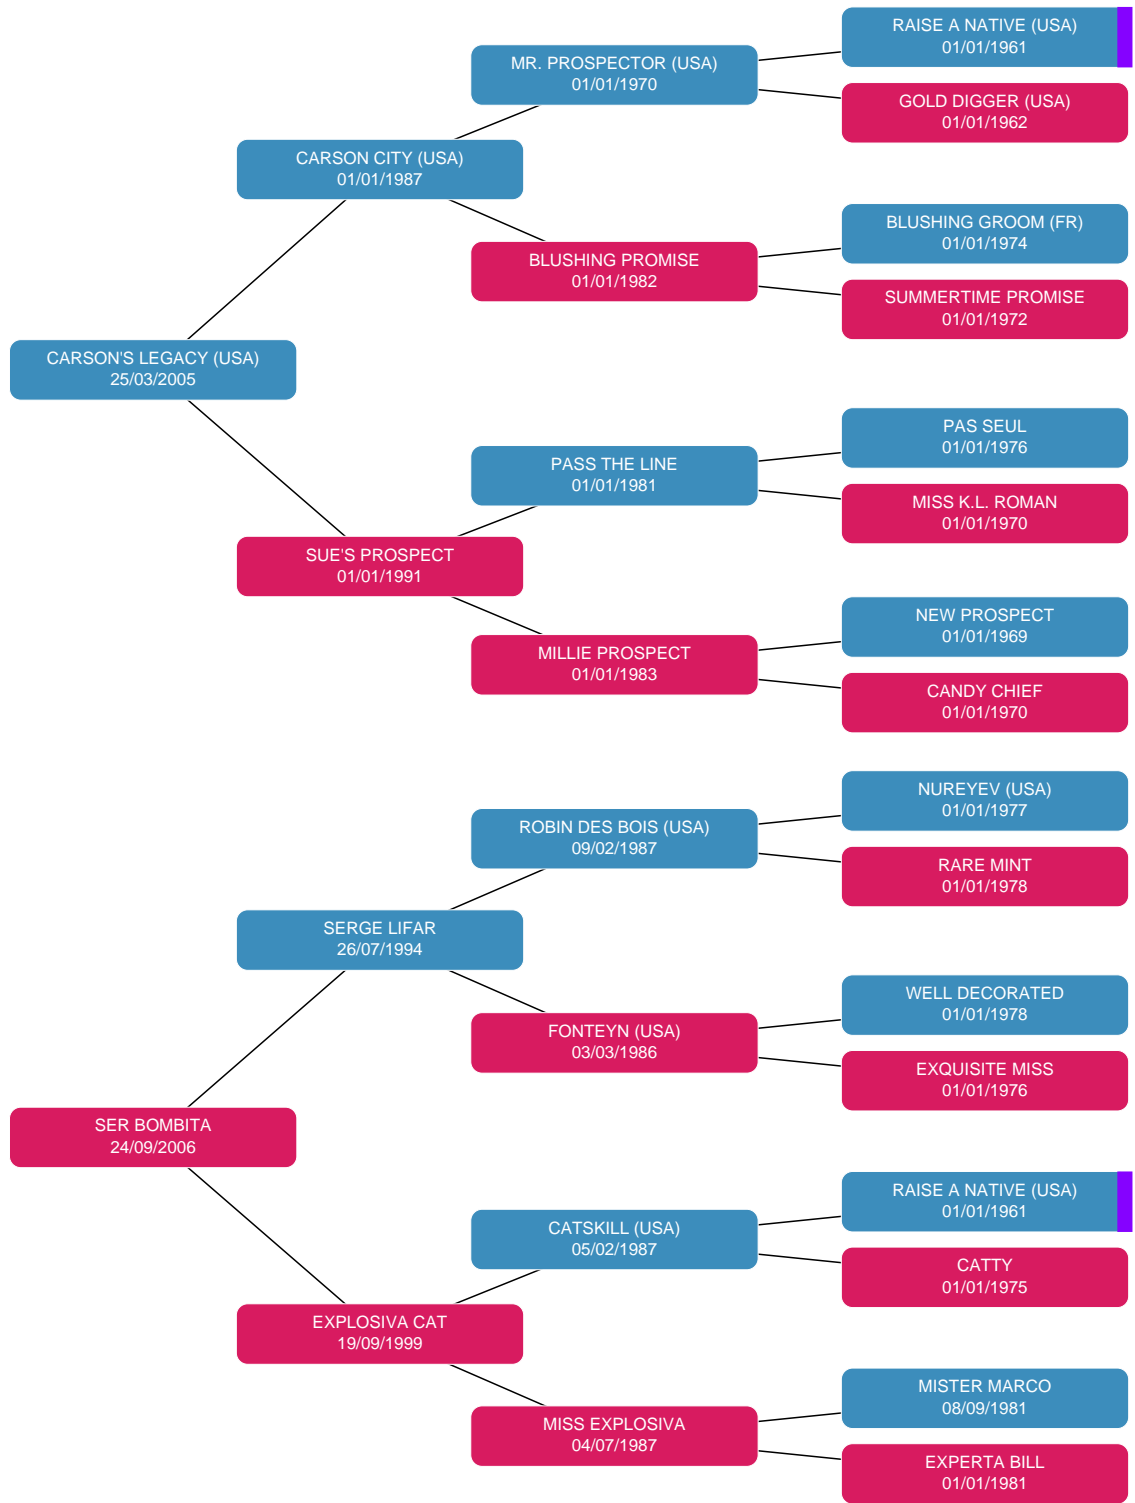 RAISE A NATIVE (USA)
01/01/1961
MR. PROSPECTOR (USA)
01/01/1970
GOLD DIGGER (USA)
01/01/1962
CARSON CITY (USA)
01/01/1987
BLUSHING GROOM (FR)
01/01/1974
BLUSHING PROMISE
01/01/1982
SUMMERTIME PROMISE
01/01/1972
CARSON'S LEGACY (USA)
25/03/2005
PAS SEUL
01/01/1976
PASS THE LINE
01/01/1981
MISS K.L. ROMAN
01/01/1970
SUE'S PROSPECT
01/01/1991
NEW PROSPECT
01/01/1969
MILLIE PROSPECT
01/01/1983
CANDY CHIEF
01/01/1970
NUREYEV (USA)
01/01/1977
ROBIN DES BOIS (USA)
09/02/1987
RARE MINT
01/01/1978
SERGE LIFAR
26/07/1994
WELL DECORATED
01/01/1978
FONTEYN (USA)
03/03/1986
EXQUISITE MISS
01/01/1976
SER BOMBITA
24/09/2006
RAISE A NATIVE (USA)
01/01/1961
CATSKILL (USA)
05/02/1987
CATTY
01/01/1975
EXPLOSIVA CAT
19/09/1999
MISTER MARCO
08/09/1981
MISS EXPLOSIVA
04/07/1987
EXPERTA BILL
01/01/1981